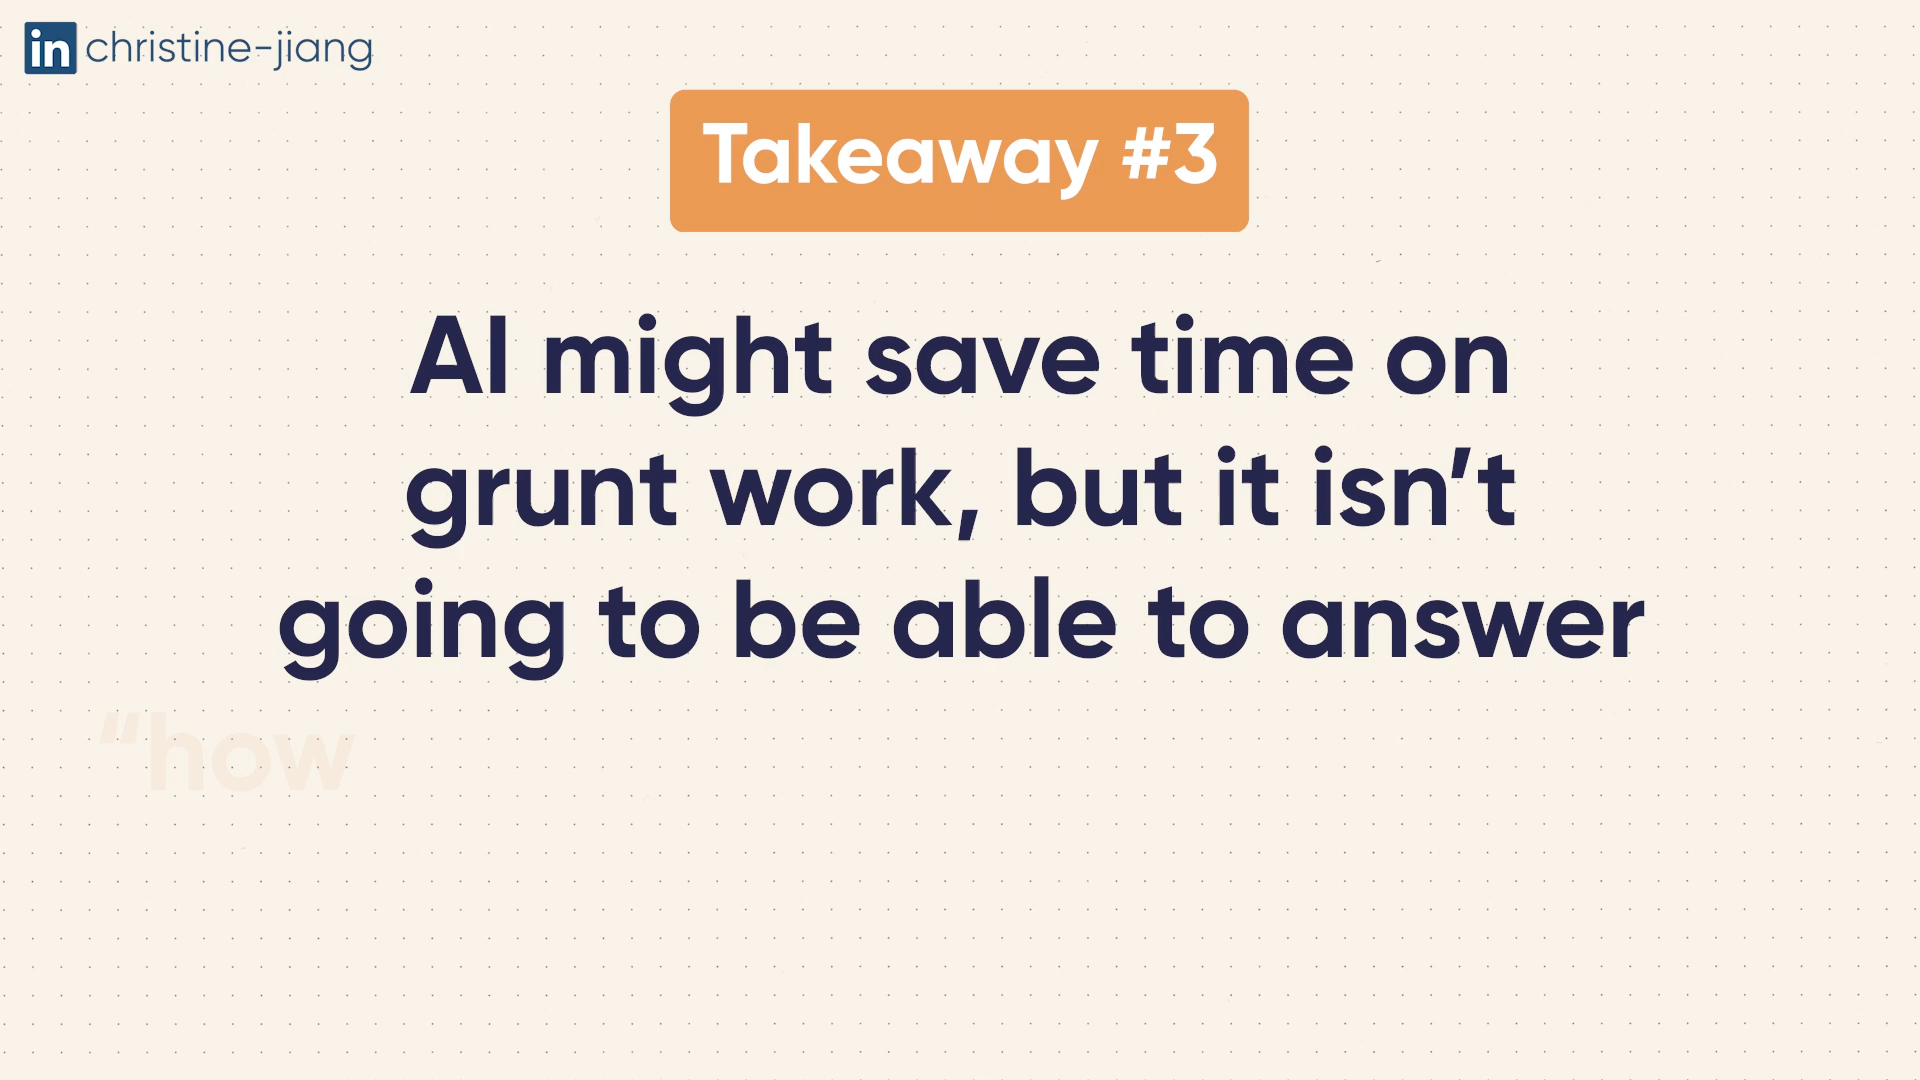 in christine-jiang
Takeaway #3
AI might save time on
grunt work, but it isn’t
going to be able to answer
“how